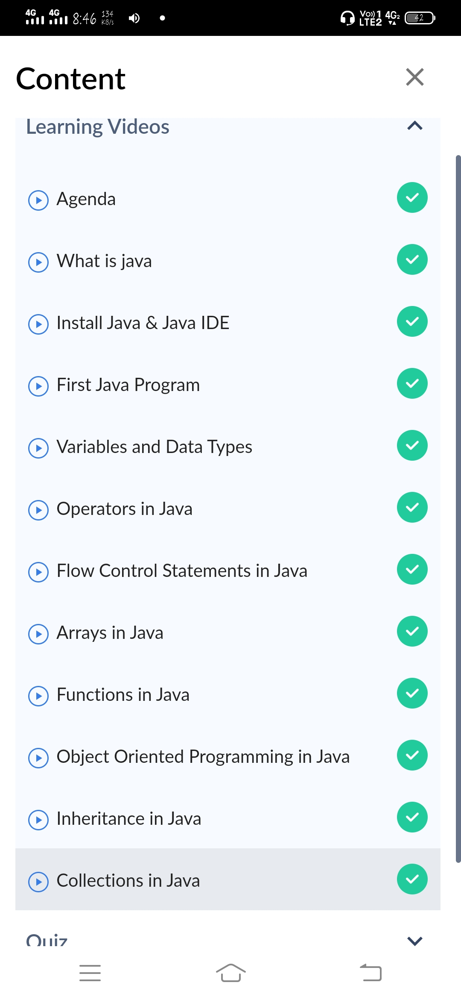 4G 4G 8:46 134 KB/s Vo)) 1 LTE2 4G2 42
Content
Learning Videos
Agenda
What is java
Install Java & Java IDE
First Java Program
Variables and Data Types
Operators in Java
Flow Control Statements in Java
Arrays in Java
Functions in Java
Object Oriented Programming in Java
Inheritance in Java
Collections in Java
Quiz